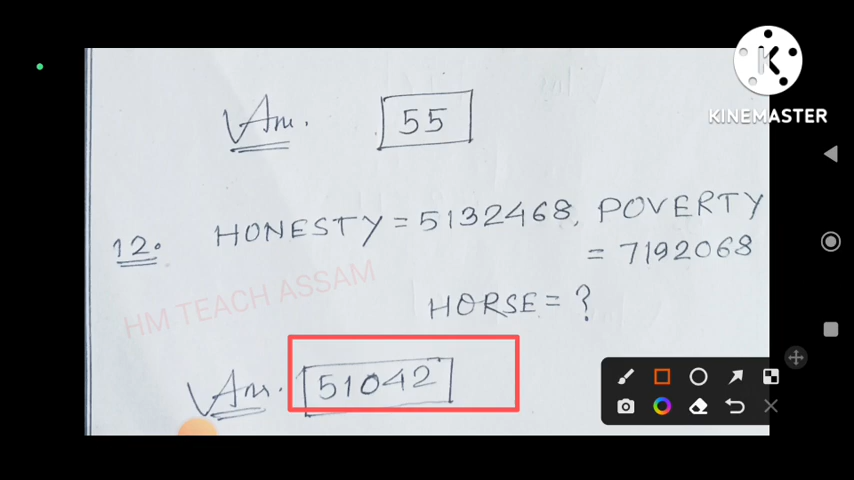 KINEMASTER
Ans. 55
12. HONESTY = 5132468, POVERTY
= 7192068
HM TEACH ASSAM
HORSE = ?
Ans. 51042